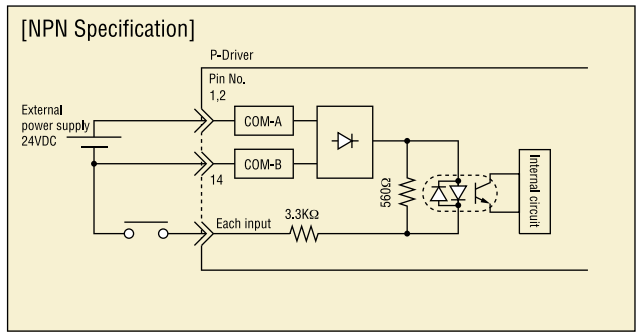 [NPN Specification]
P-Driver
Pin No.
1,2
External
power supply
24VDC
COM-A
COM-B
14
Each input
3.3KΩ
560Ω
Internal circuit